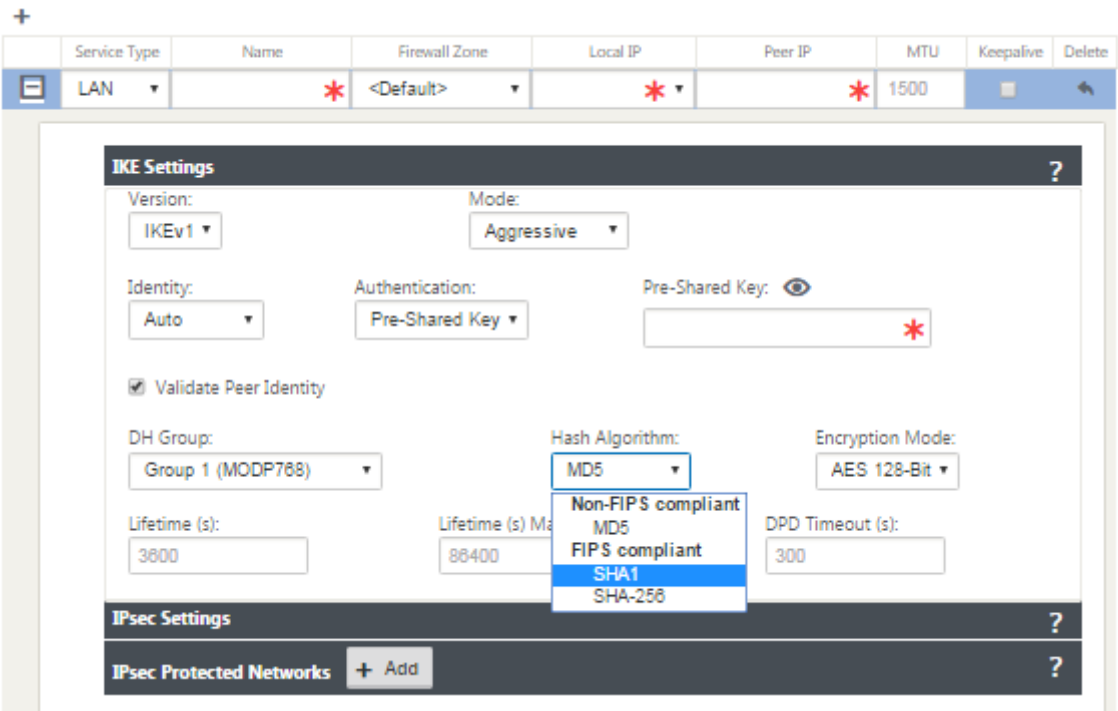 +
Service Type Name Firewall Zone Local IP Peer IP MTU Keepalive Delete
LAN * <Default> * * 1500
IKE Settings ?
Version: Mode:
IKEv1 Aggressive
Identity: Authentication: Pre-Shared Key:
Auto Pre-Shared Key *
Validate Peer Identity
DH Group: Hash Algorithm: Encryption Mode:
Group 1 (MODP768) MD5 AES 128-Bit
Non-FIPS compliant
Lifetime (s): Lifetime (s) Ma MD5 DPD Timeout (s):
3600 86400 FIPS compliant 300
SHA1
SHA-256
IPsec Settings ?
IPsec Protected Networks + Add ?